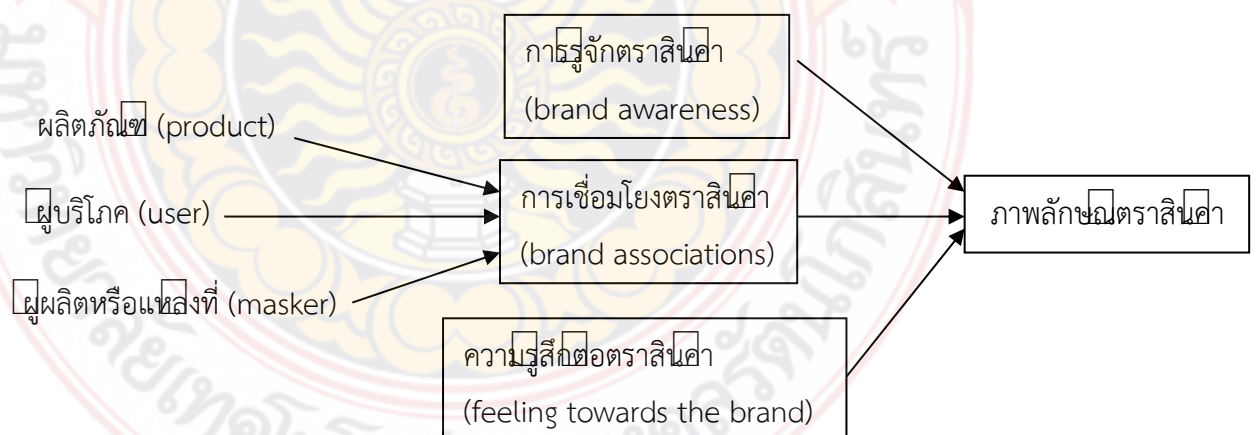 การรู้จักตราสินค้า
(brand awareness)
ผลิตภัณฑ์ (product)
ผู้บริโภค (user)
ผู้ผลิตหรือแหล่งที่ (masker)
การเชื่อมโยงตราสินค้า
(brand associations)
ภาพลักษณ์ตราสินค้า
ความรู้สึกต่อตราสินค้า
(feeling towards the brand)